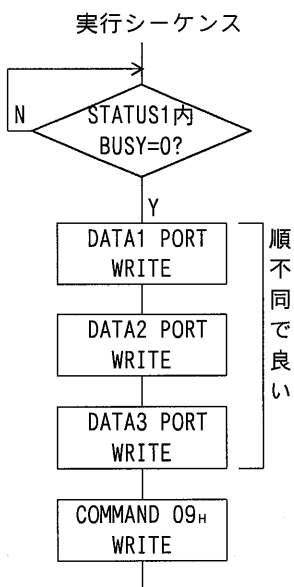 実行シーケンス
N
STATUS1内
BUSY=0?
Y
DATA1 PORT
WRITE
DATA2 PORT
WRITE
DATA3 PORT
WRITE
順不同で良い
COMMAND 09H
WRITE